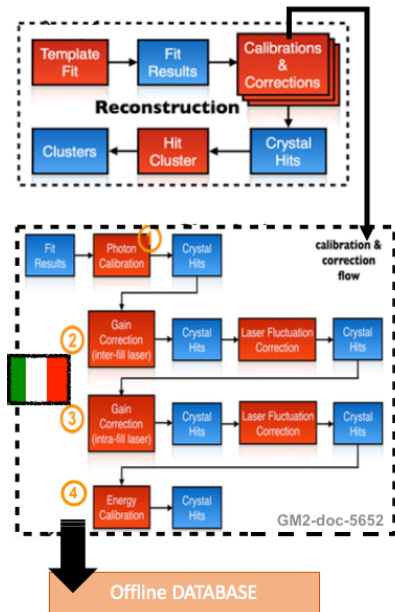 Template
Fit
Fit
Results
Calibrations
&
Corrections
Reconstruction
Clusters
Hit
Cluster
Crystal
Hits
Fit
Results
Photon
Calibration
1
Crystal
Hits
calibration &
correction
flow
2
Gain
Correction
(inter-fill laser)
Crystal
Hits
Laser Fluctuation
Correction
Crystal
Hits
3
Gain
Correction
(intra-fill laser)
Crystal
Hits
Laser Fluctuation
Correction
Crystal
Hits
4
Energy
Calibration
Crystal
Hits
GM2-doc-5652
Offline DATABASE